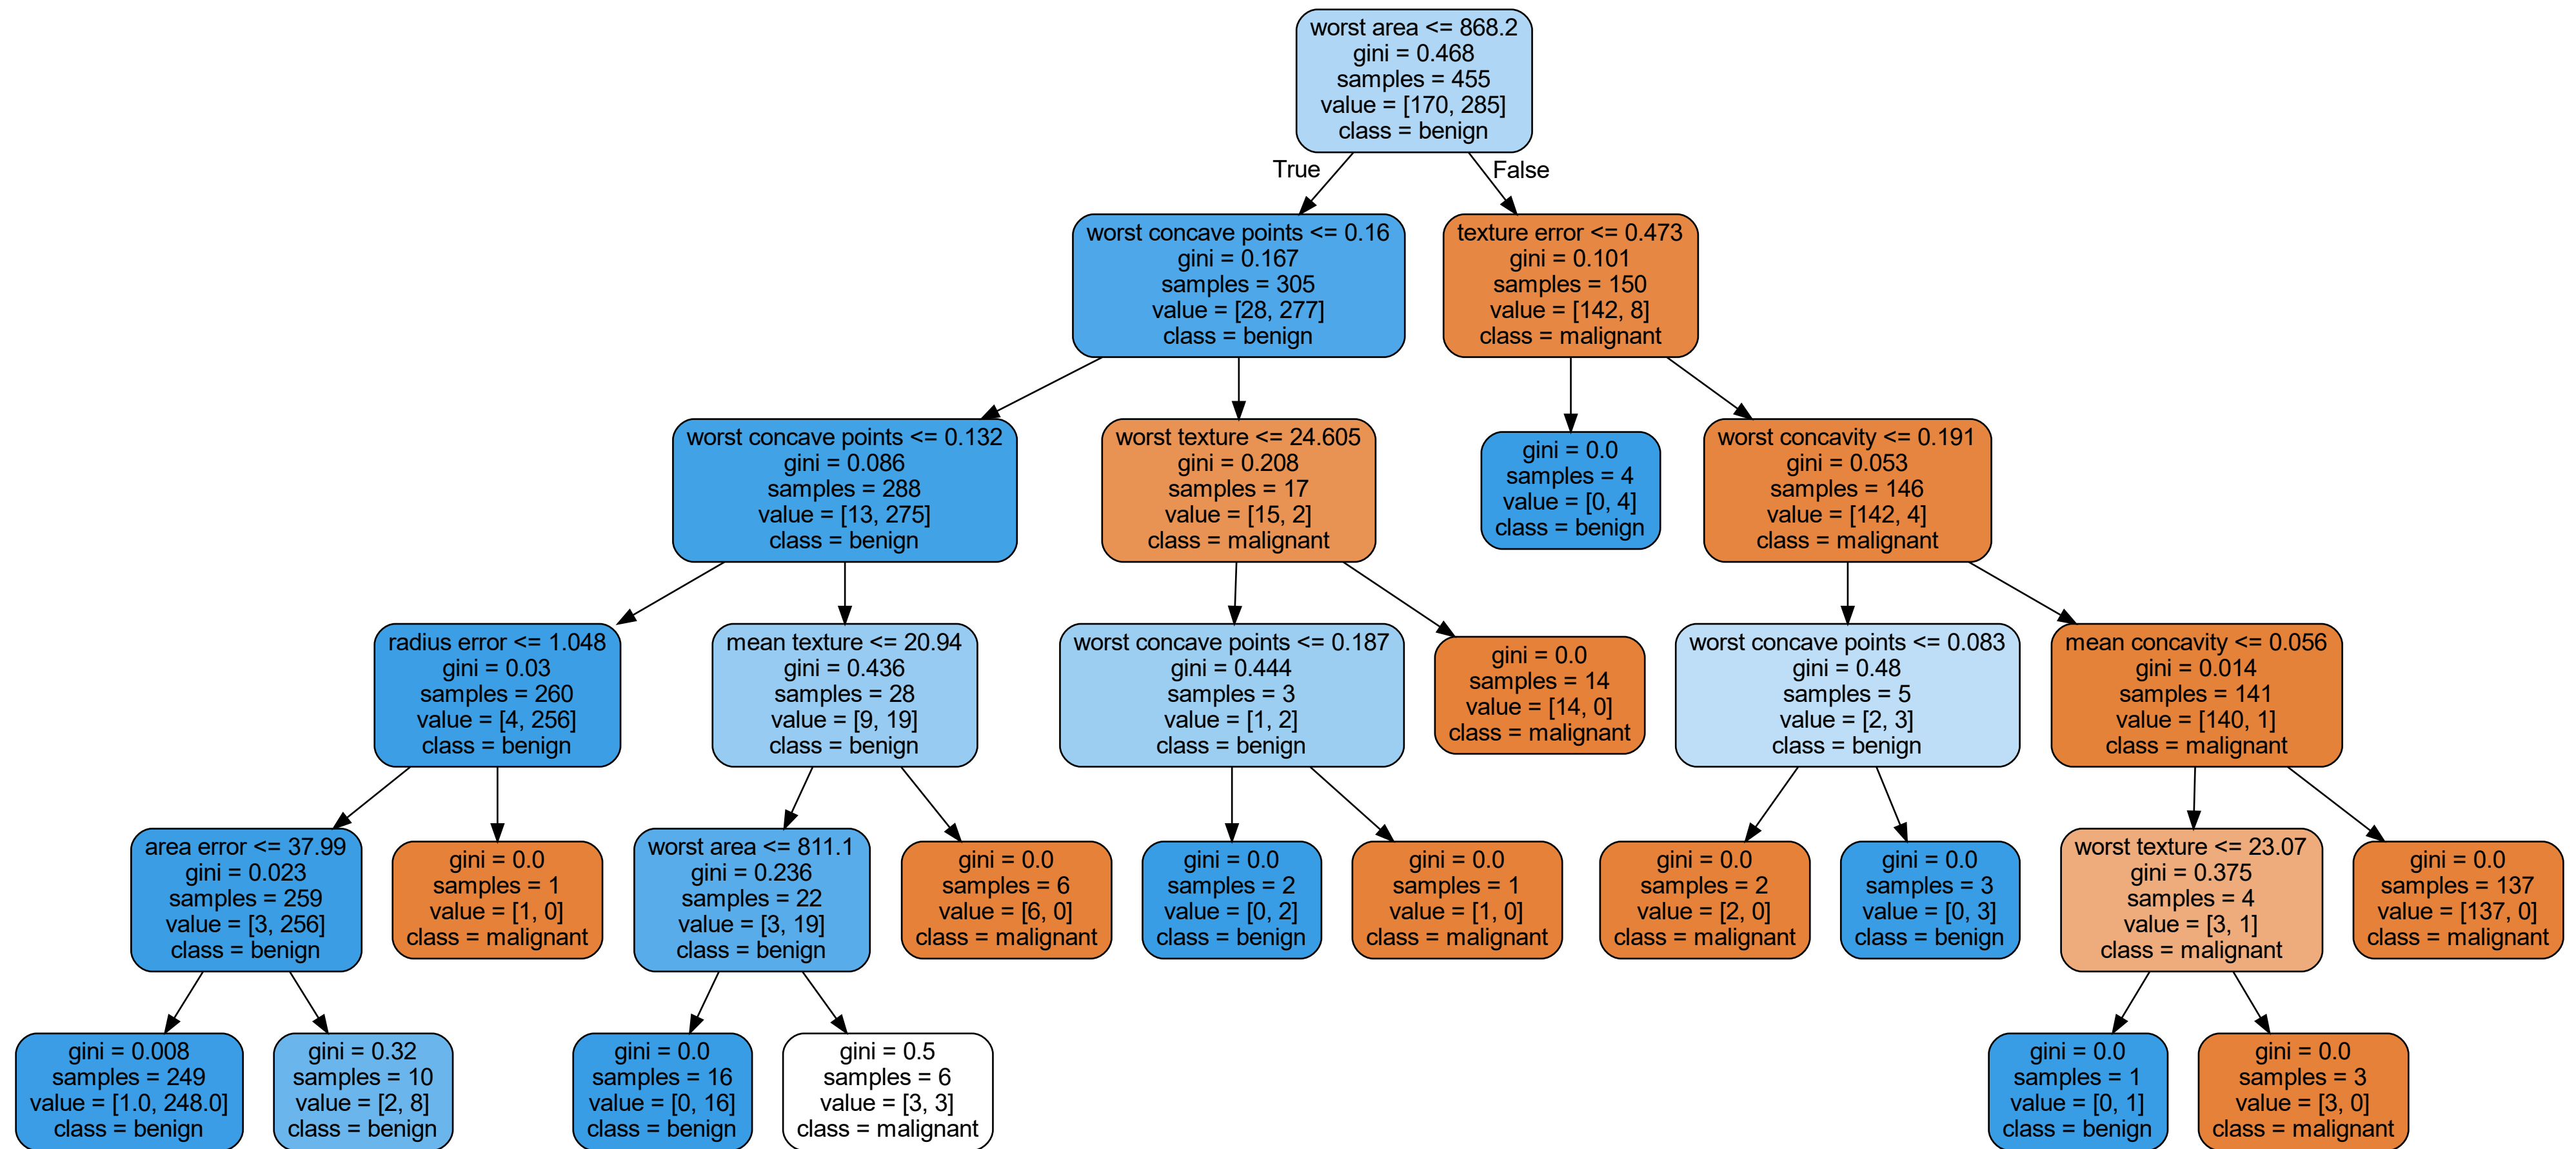 worst area <= 868.2
gini = 0.468
samples = 455
value = [170, 285]
class = benign
True
False
worst concave points <= 0.16
gini = 0.167
samples = 305
value = [28, 277]
class = benign
texture error <= 0.473
gini = 0.101
samples = 150
value = [142, 8]
class = malignant
worst concave points <= 0.132
gini = 0.086
samples = 288
value = [13, 275]
class = benign
worst texture <= 24.605
gini = 0.208
samples = 17
value = [15, 2]
class = malignant
gini = 0.0
samples = 4
value = [0, 4]
class = benign
worst concavity <= 0.191
gini = 0.053
samples = 146
value = [142, 4]
class = malignant
radius error <= 1.048
gini = 0.03
samples = 260
value = [4, 256]
class = benign
mean texture <= 20.94
gini = 0.436
samples = 28
value = [9, 19]
class = benign
worst concave points <= 0.187
gini = 0.444
samples = 3
value = [1, 2]
class = benign
gini = 0.0
samples = 14
value = [14, 0]
class = malignant
worst concave points <= 0.083
gini = 0.48
samples = 5
value = [2, 3]
class = benign
mean concavity <= 0.056
gini = 0.014
samples = 141
value = [140, 1]
class = malignant
area error <= 37.99
gini = 0.023
samples = 259
value = [3, 256]
class = benign
gini = 0.0
samples = 1
value = [1, 0]
class = malignant
worst area <= 811.1
gini = 0.236
samples = 22
value = [3, 19]
class = benign
gini = 0.0
samples = 6
value = [6, 0]
class = malignant
gini = 0.0
samples = 2
value = [0, 2]
class = benign
gini = 0.0
samples = 1
value = [1, 0]
class = malignant
gini = 0.0
samples = 2
value = [2, 0]
class = malignant
gini = 0.0
samples = 3
value = [0, 3]
class = benign
worst texture <= 23.07
gini = 0.375
samples = 4
value = [3, 1]
class = malignant
gini = 0.0
samples = 137
value = [137, 0]
class = malignant
gini = 0.008
samples = 249
value = [1.0, 248.0]
class = benign
gini = 0.32
samples = 10
value = [2, 8]
class = benign
gini = 0.0
samples = 16
value = [0, 16]
class = benign
gini = 0.5
samples = 6
value = [3, 3]
class = malignant
gini = 0.0
samples = 1
value = [0, 1]
class = benign
gini = 0.0
samples = 3
value = [3, 0]
class = malignant